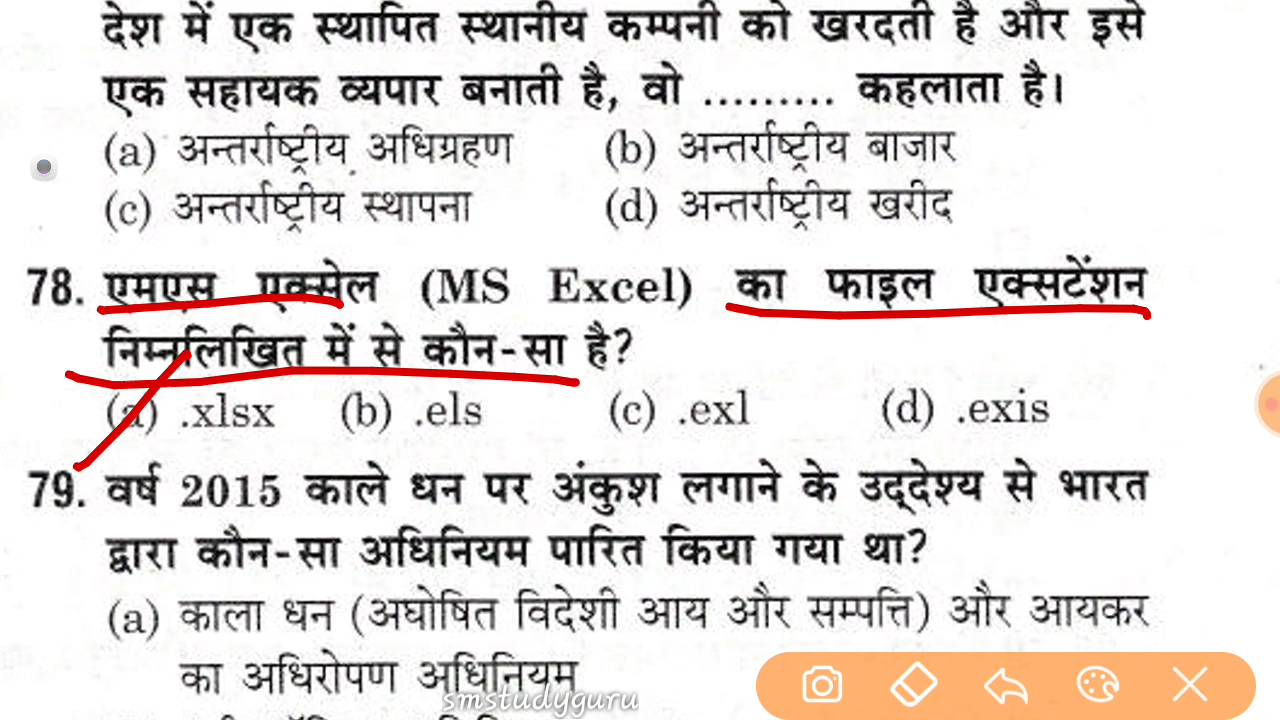 देश में एक स्थापित स्थानीय कम्पनी को खरदती है और इसे
एक सहायक व्यपार बनाती है, वो ......... कहलाता है।
(a) अन्तर्राष्ट्रीय अधिग्रहण (b) अन्तर्राष्ट्रीय बाजार
(c) अन्तर्राष्ट्रीय स्थापना (d) अन्तर्राष्ट्रीय खरीद
78. एमएस एक्सेल (MS Excel) का फाइल एक्सटेंशन
निम्नलिखित में से कौन-सा है?
(a) .xlsx (b) .els (c) .exl (d) .exis
79. वर्ष 2015 काले धन पर अंकुश लगाने के उद्देश्य से भारत
द्वारा कौन-सा अधिनियम पारित किया गया था?
(a) काला धन (अघोषित विदेशी आय और सम्पत्ति) और आयकर
का अधिरोपण अधिनियम
smstudyguru